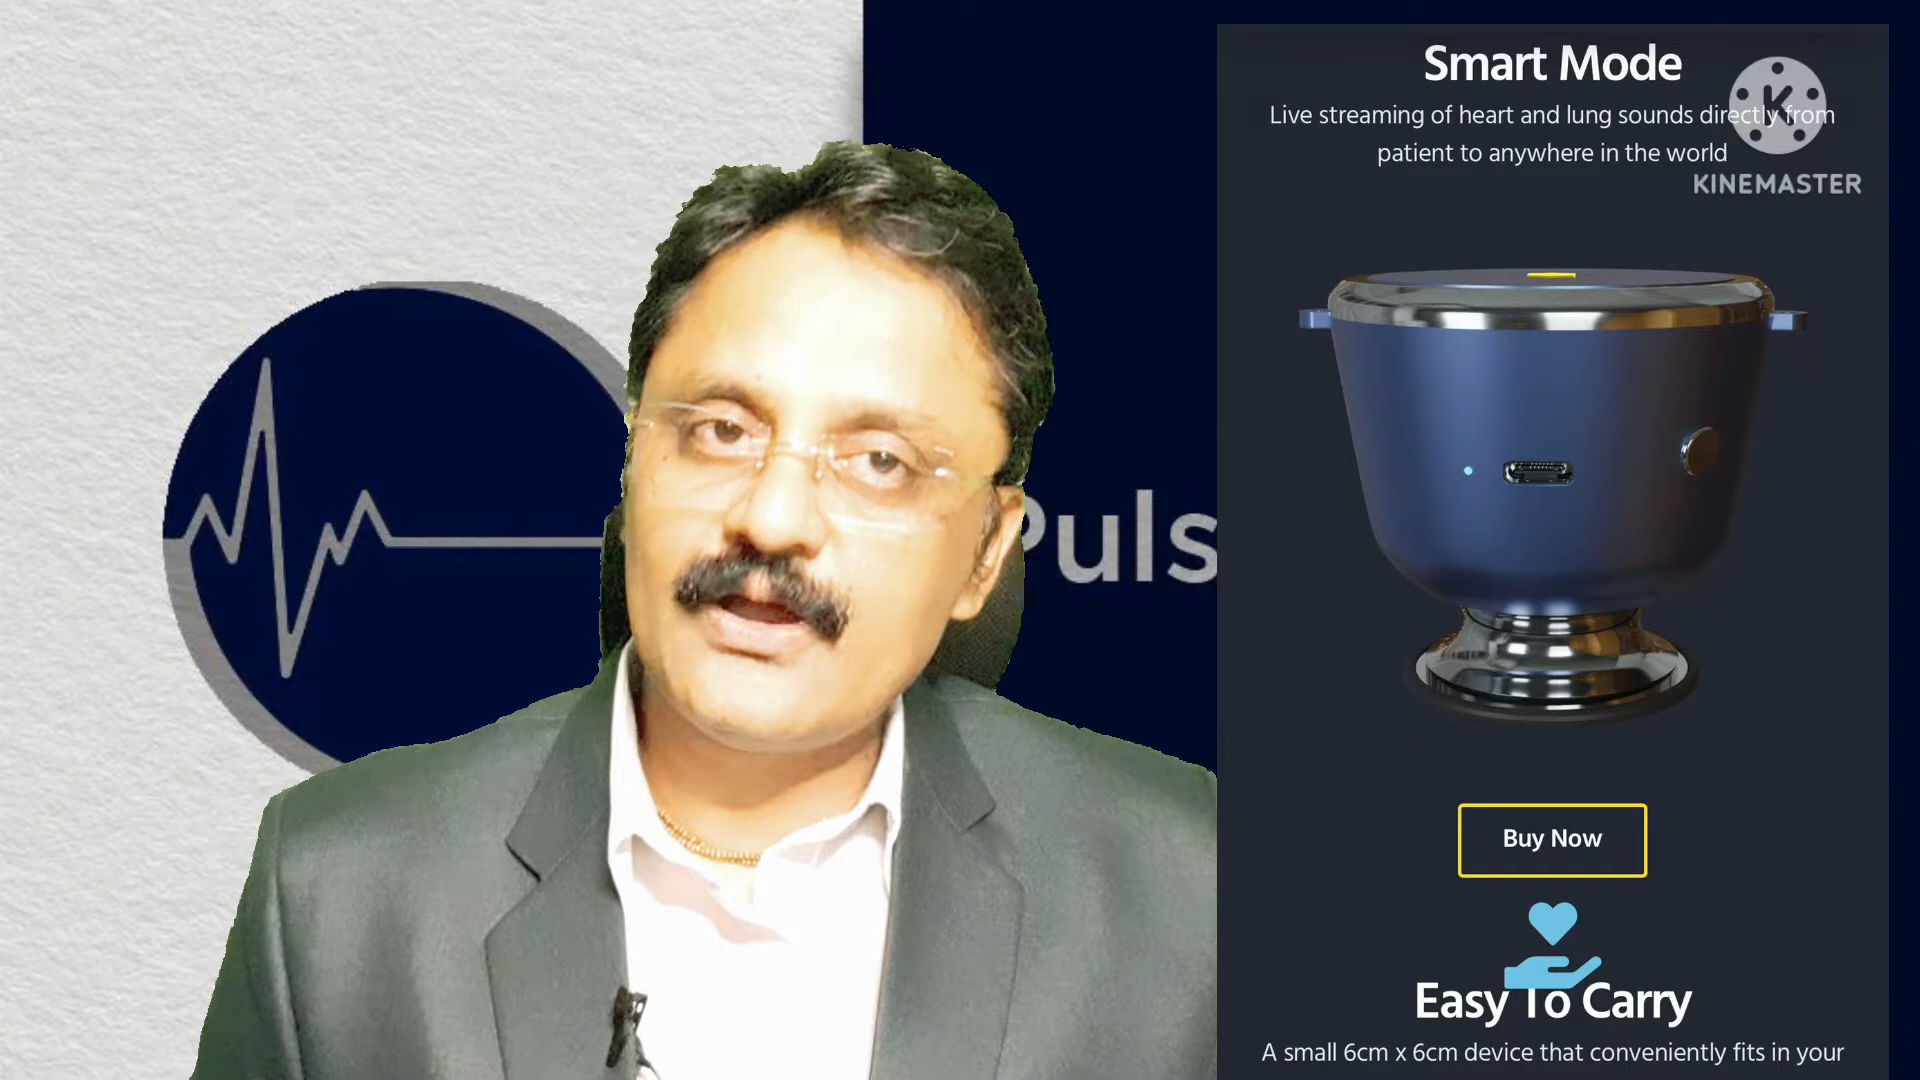 Smart Mode
Live streaming of heart and lung sounds directly from
patient to anywhere in the world
KINEMASTER
Puls
Buy Now
Easy To Carry
A small 6cm x 6cm device that conveniently fits in your